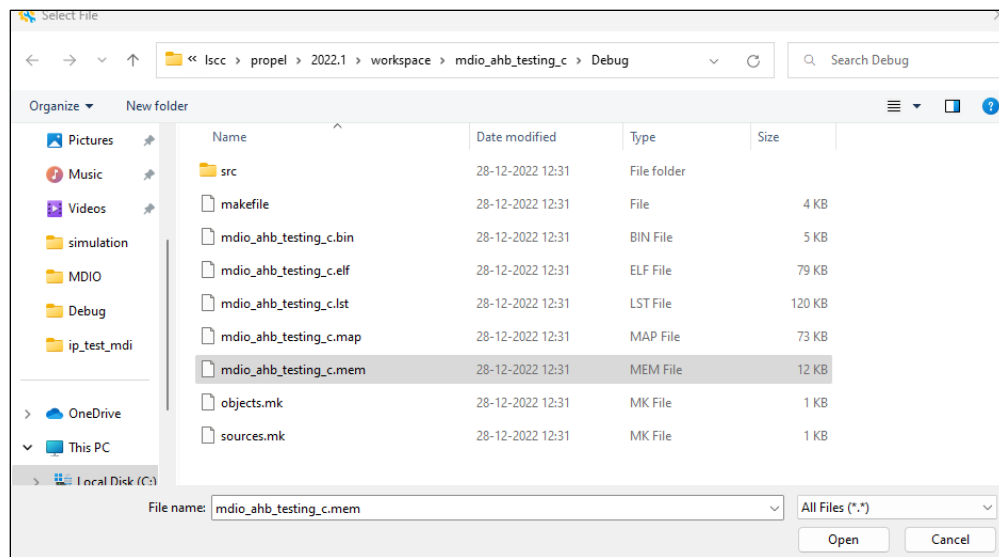 Select File
« lscc > propel > 2022.1 > workspace > mdio_ahb_testing_c > Debug
Search Debug
Organize
New folder
Name Date modified Type Size
Pictures
Music
Videos
simulation
MDIO
Debug
ip_test_mdi
OneDrive
This PC
Local Disk (C:)
src 28-12-2022 12:31 File folder
makefile 28-12-2022 12:31 File 4 KB
mdio_ahb_testing_c.bin 28-12-2022 12:31 BIN File 5 KB
mdio_ahb_testing_c.elf 28-12-2022 12:31 ELF File 79 KB
mdio_ahb_testing_c.lst 28-12-2022 12:31 LST File 120 KB
mdio_ahb_testing_c.map 28-12-2022 12:31 MAP File 73 KB
mdio_ahb_testing_c.mem 28-12-2022 12:31 MEM File 12 KB
objects.mk 28-12-2022 12:31 MK File 1 KB
sources.mk 28-12-2022 12:31 MK File 1 KB
File name: mdio_ahb_testing_c.mem All Files (*.*)
Open Cancel